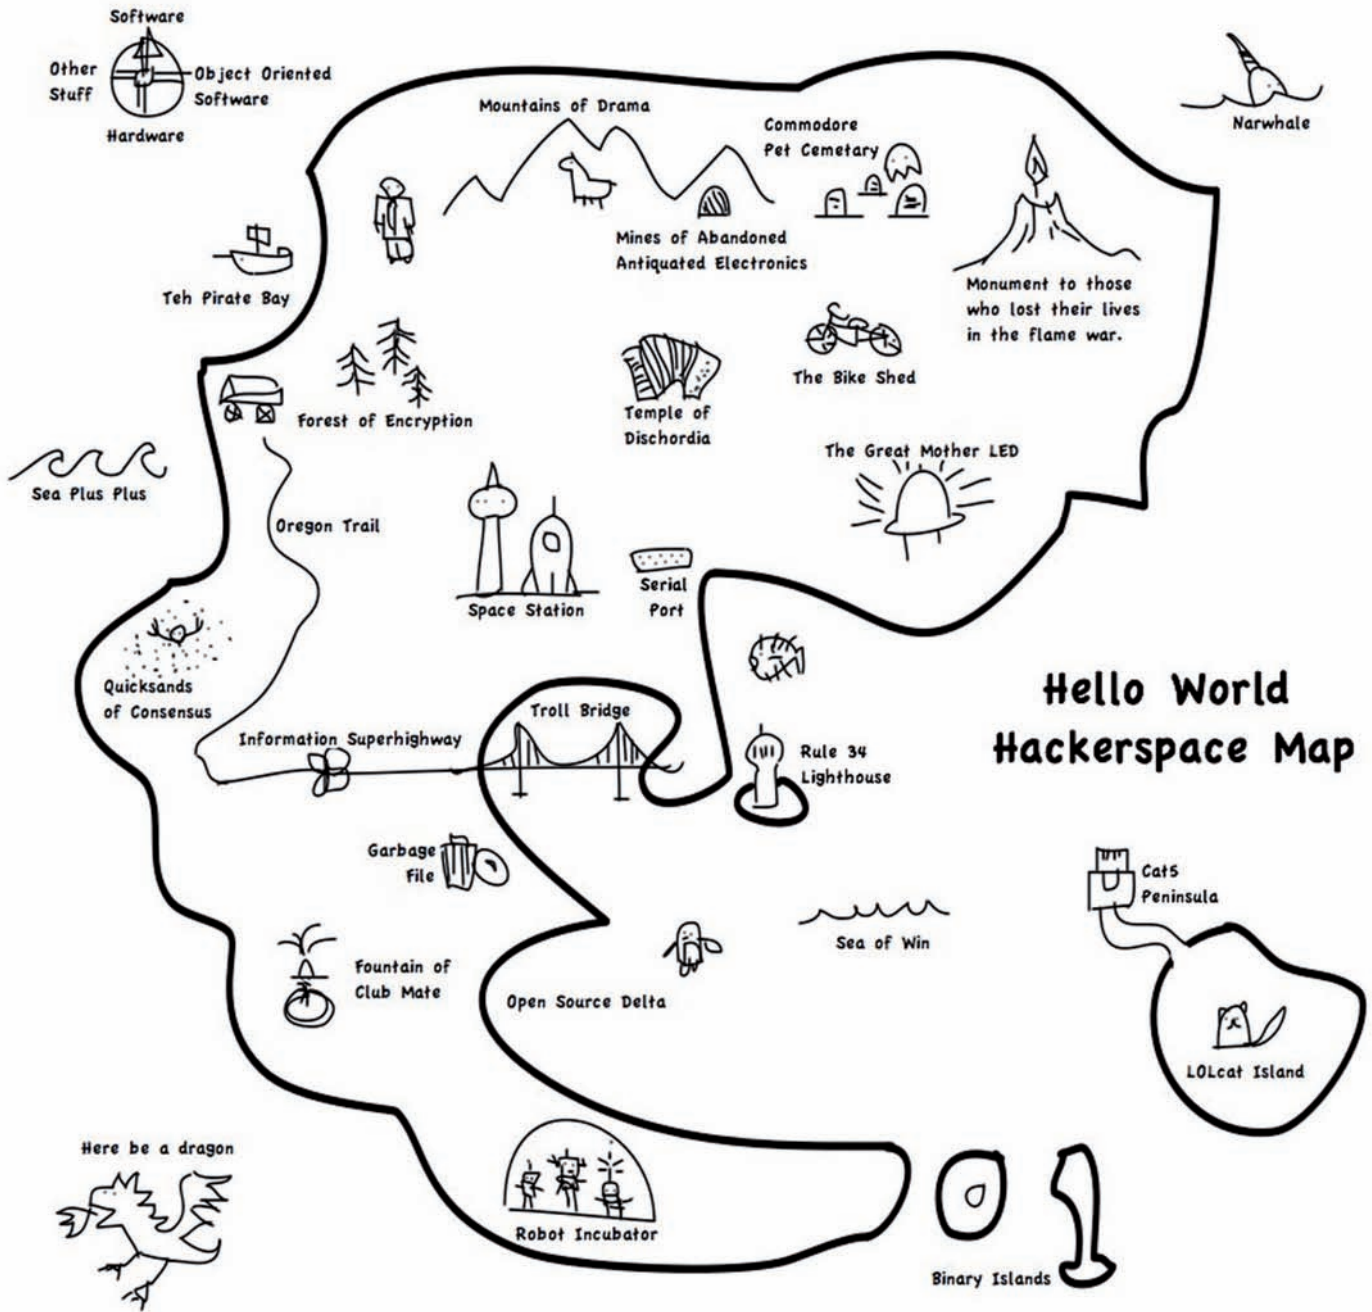 Software
Other
Stuff
Object Oriented
Software
Hardware
Narwhale
Mountains of Drama
Commodore
Pet Cemetary
Mines of Abandoned
Antiquated Electronics
Monument to those
who lost their lives
in the flame war.
Teh Pirate Bay
The Bike Shed
Forest of Encryption
Temple of
Dischordia
The Great Mother LED
Sea Plus Plus
Oregon Trail
Space Station
Serial
Port
Quicksands
of Consensus
Hello World
Hackerspace Map
Troll Bridge
Information Superhighway
Rule 34
Lighthouse
Garbage
File
Cat5
Peninsula
Sea of Win
Fountain of
Club Mate
Open Source Delta
LOLcat Island
Here be a dragon
Robot Incubator
0 1
Binary Islands